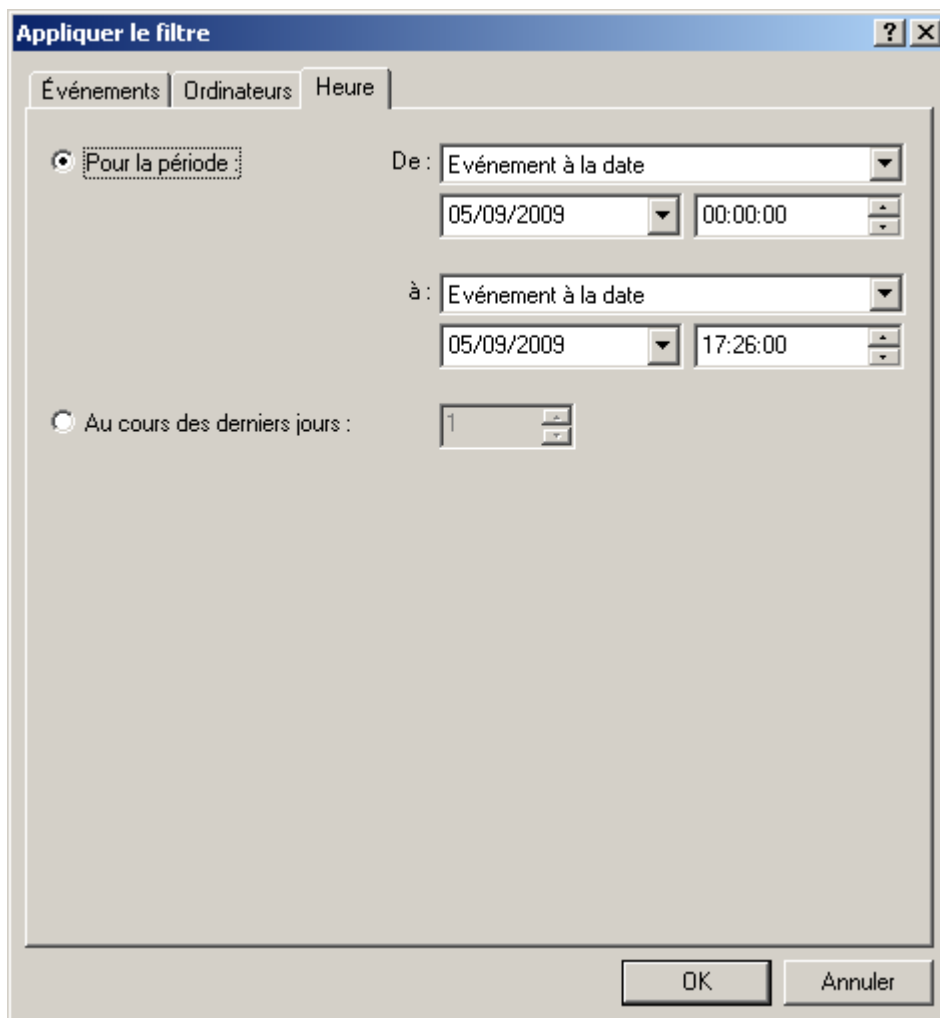 Appliquer le filtre
Événements Ordinateurs Heure
Pour la période : De : Evénement à la date
05/09/2009 00:00:00
à : Evénement à la date
05/09/2009 17:26:00
Au cours des derniers jours : 1
OK Annuler